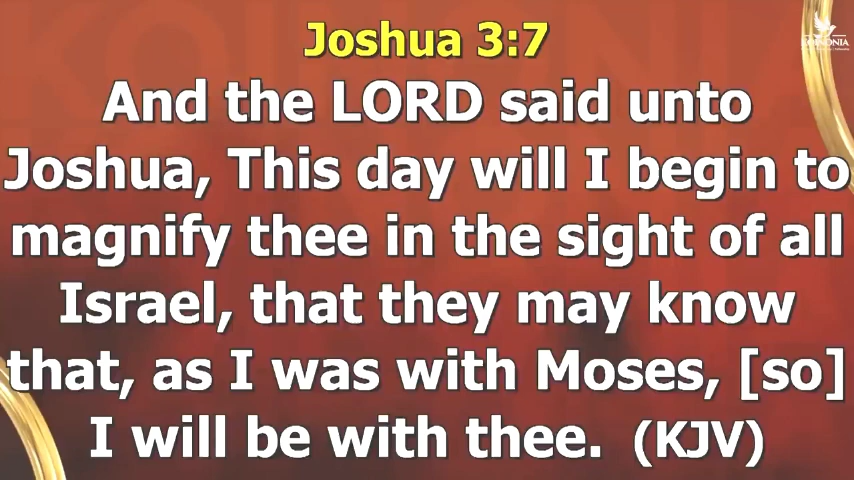 Joshua 3:7
KOINONIA
And the LORD said unto
Joshua, This day will I begin to
magnify thee in the sight of all
Israel, that they may know
that, as I was with Moses, [so]
I will be with thee. (KJV)